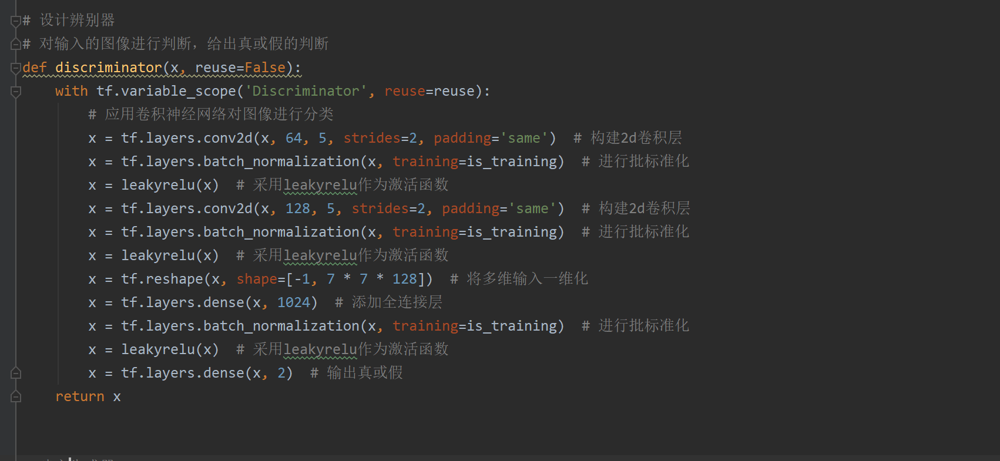 # 设计辨别器
# 对输入的图像进行判断，给出真或假的判断
def discriminator(x, reuse=False):
    with tf.variable_scope('Discriminator', reuse=reuse):
        # 应用卷积神经网络对图像进行分类
        x = tf.layers.conv2d(x, 64, 5, strides=2, padding='same')  # 构建2d卷积层
        x = tf.layers.batch_normalization(x, training=is_training)  # 进行批标准化
        x = leakyrelu(x)  # 采用leakyrelu作为激活函数
        x = tf.layers.conv2d(x, 128, 5, strides=2, padding='same')  # 构建2d卷积层
        x = tf.layers.batch_normalization(x, training=is_training)  # 进行批标准化
        x = leakyrelu(x)  # 采用leakyrelu作为激活函数
        x = tf.reshape(x, shape=[-1, 7 * 7 * 128])  # 将多维输入一维化
        x = tf.layers.dense(x, 1024)  # 添加全连接层
        x = tf.layers.batch_normalization(x, training=is_training)  # 进行批标准化
        x = leakyrelu(x)  # 采用leakyrelu作为激活函数
        x = tf.layers.dense(x, 2)  # 输出真或假
    return x